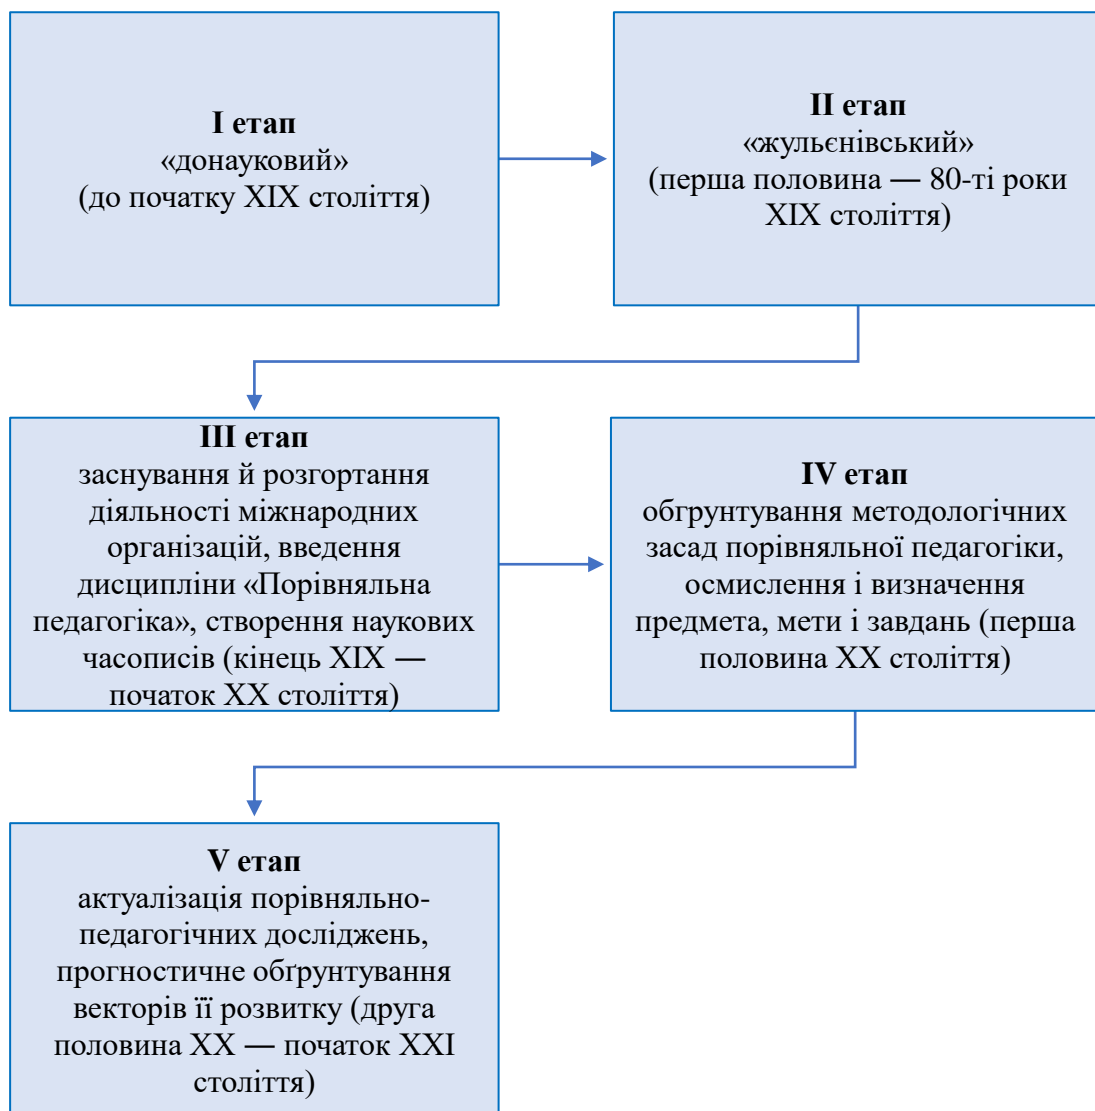 I етап
«донауковий»
(до початку XIX століття)
II етап
«жульєнівський»
(перша половина — 80-ті роки
XIX століття)
III етап
заснування й розгортання
діяльності міжнародних
організацій, введення
дисципліни «Порівняльна
педагогіка», створення наукових
часописів (кінець XIX —
початок XX століття)
IV етап
обгрунтування методологічних
засад порівняльної педагогіки,
осмислення і визначення
предмета, мети і завдань (перша
половина XX століття)
V етап
актуалізація порівняльно-
педагогічних досліджень,
прогностичне обґрунтування
векторів її розвитку (друга
половина XX — початок XXI
століття)